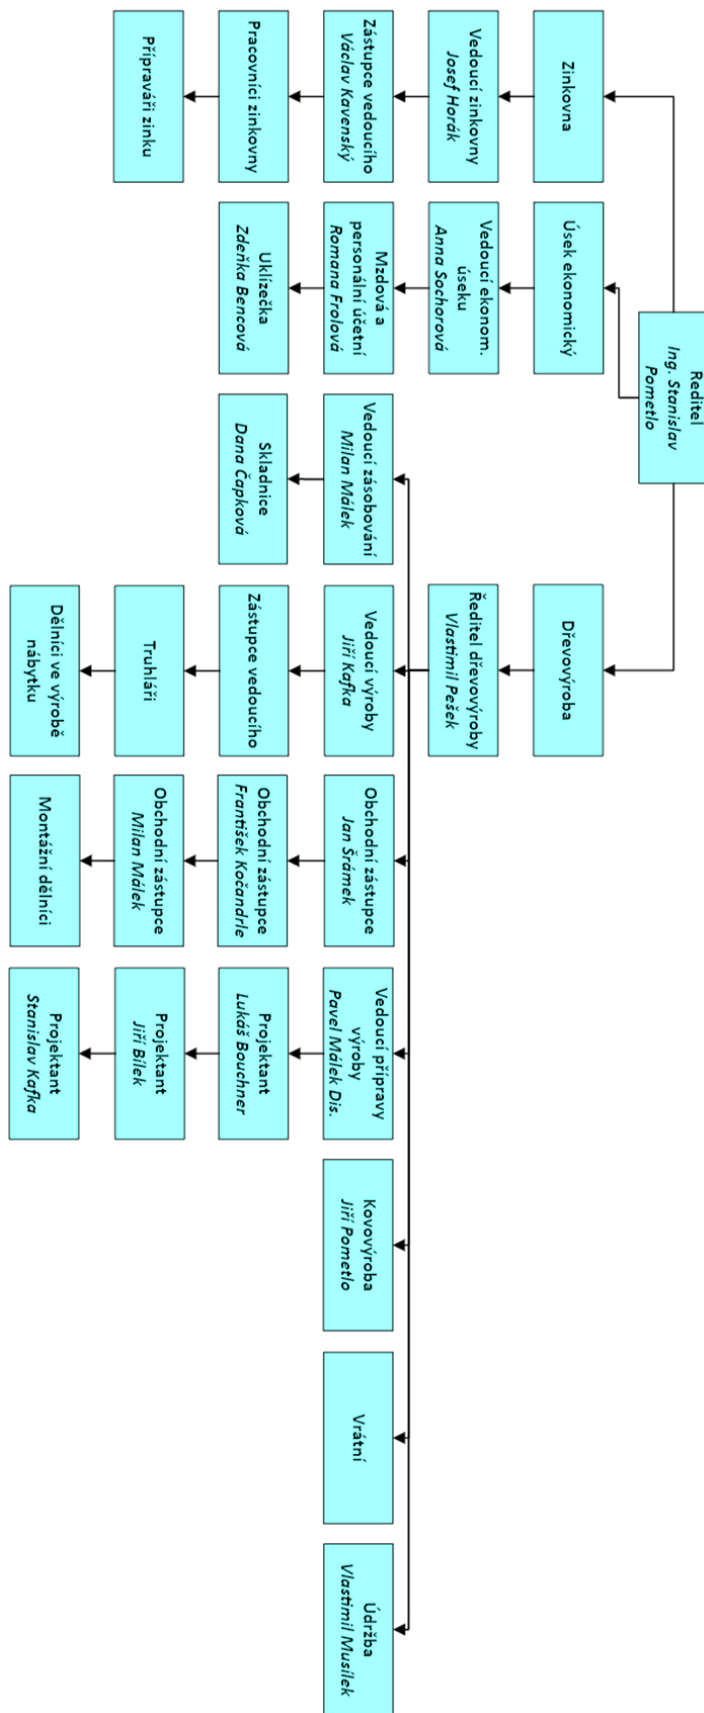 Ředitel
Ing. Stanislav
Pometlo
Zinkovna
Úsek ekonomický
Dřevovýroba
Vedoucí zinkovny
Josef Horák
Vedoucí ekonom.
úseku
Anna Sochorová
Ředitel dřevovýroby
Vlastimil Pešek
Zástupce vedoucího
Václav Kavenský
Mzdová a
personální účetní
Romana Frolová
Vedoucí zásobování
Milan Málek
Vedoucí výroby
Jiří Kafka
Obchodní zástupce
Jan Šrámek
Vedoucí přípravy
výroby
Pavel Málek Dis.
Kovovýroba
Jiří Pometlo
Vrátní
Údržba
Vlastimil Musílek
Pracovníci zinkovny
Uklízečka
Zdeňka Bencová
Skladnice
Dana Čapková
Zástupce vedoucího
Obchodní zástupce
František Kočandrle
Projektant
Lukáš Bouchner
Přípraváři zinku
Truhláři
Obchodní zástupce
Milan Málek
Projektant
Jiří Bílek
Dělníci ve výrobě
nábytku
Montážní dělníci
Projektant
Stanislav Kafka